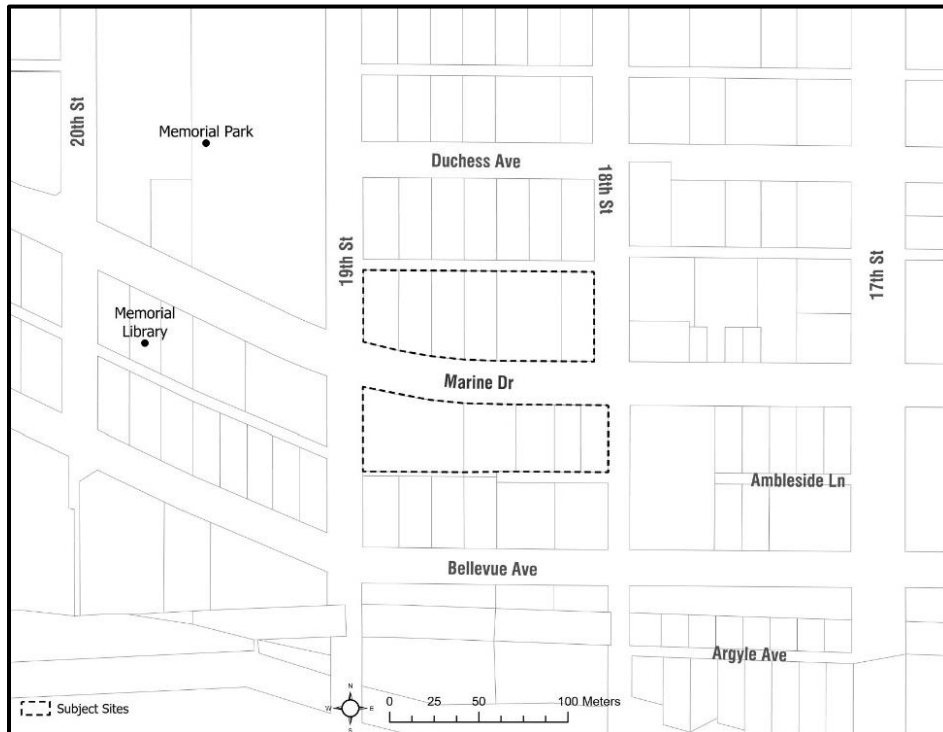 20th St
Memorial Park
Duchess Ave
18th St
19th St
17th St
Memorial
Library
Marine Dr
Ambleside Ln
Bellevue Ave
Argyle Ave
Subject Sites
N
W
E
S
0 25 50 100 Meters